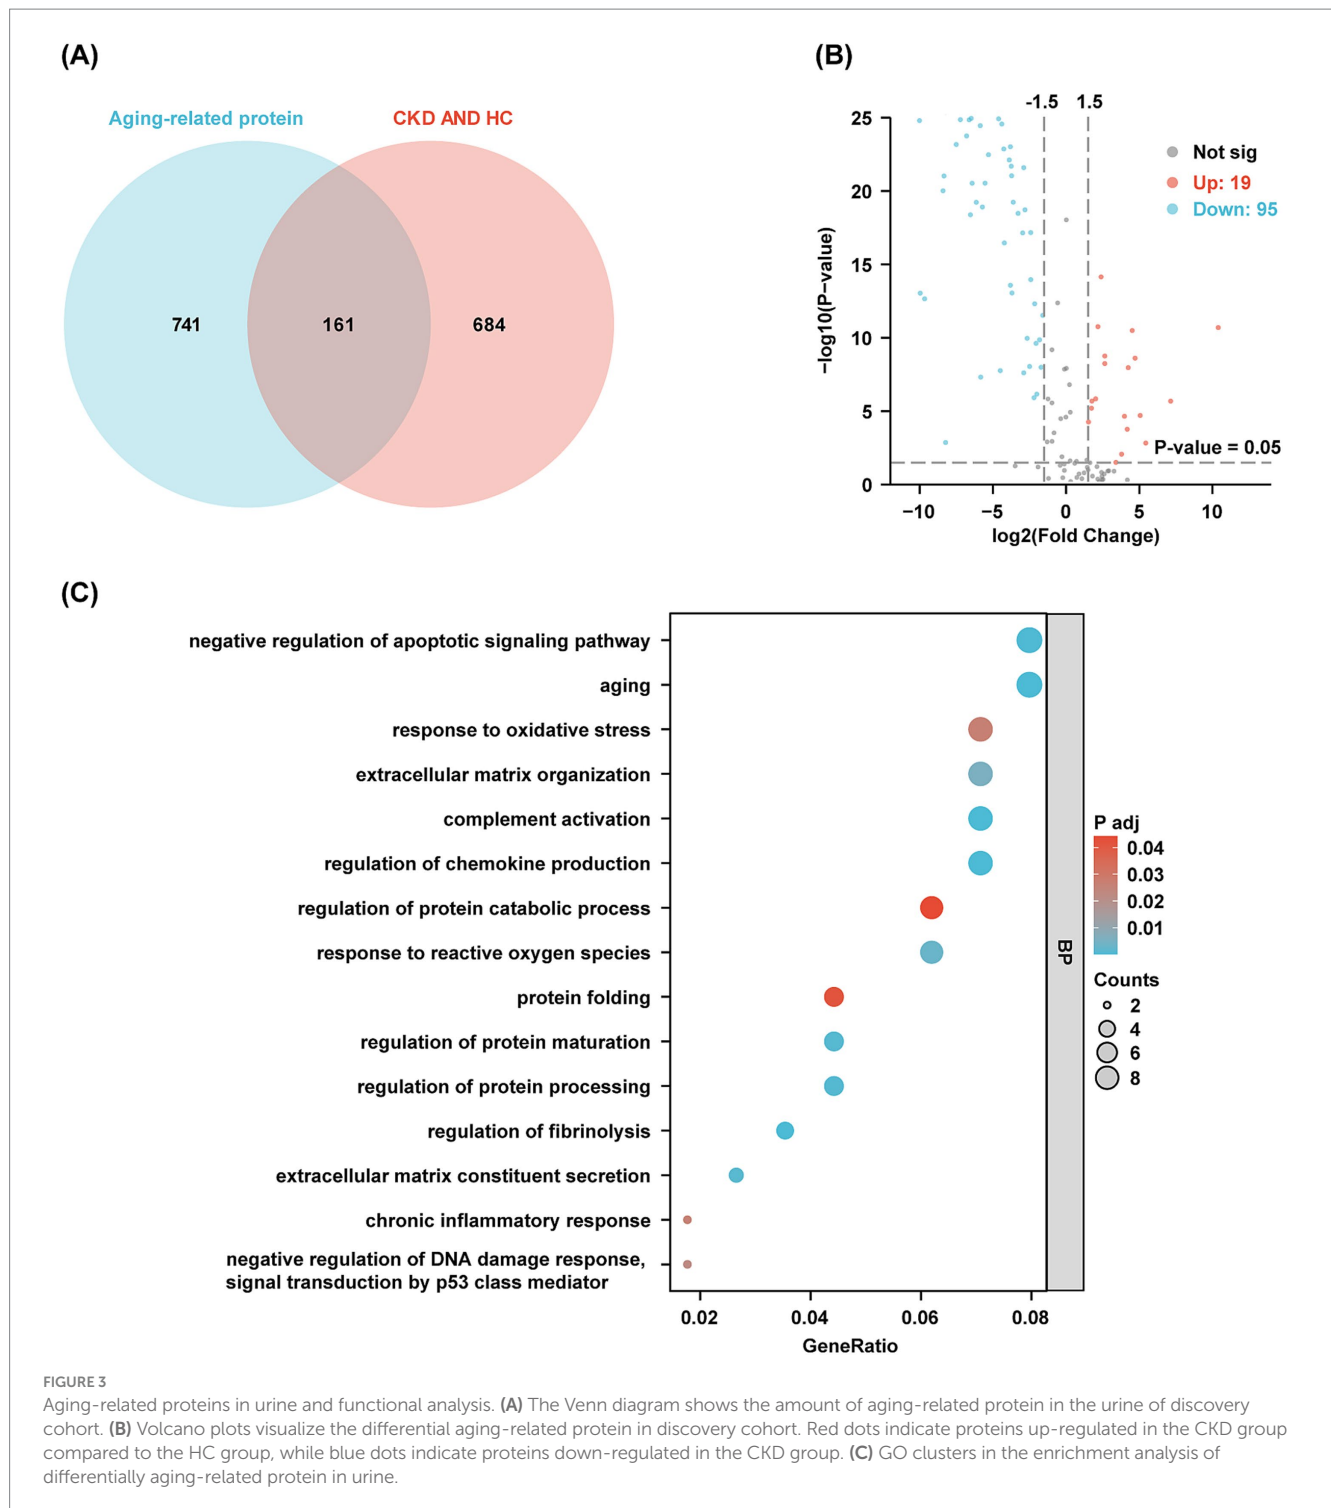 (A)
Aging-related protein
CKD AND HC
741
161
684
(B)
-1.5
1.5
25
20
15
10
5
0
−log10(P−value)
Not sig
Up: 19
Down: 95
P-value = 0.05
−10
−5
0
5
10
log2(Fold Change)
(C)
negative regulation of apoptotic signaling pathway
aging
response to oxidative stress
extracellular matrix organization
complement activation
regulation of chemokine production
regulation of protein catabolic process
response to reactive oxygen species
protein folding
regulation of protein maturation
regulation of protein processing
regulation of fibrinolysis
extracellular matrix constituent secretion
chronic inflammatory response
negative regulation of DNA damage response,
signal transduction by p53 class mediator
0.02
0.04
0.06
0.08
GeneRatio
BP
P adj
0.04
0.03
0.02
0.01
Counts
2
4
6
8
FIGURE 3
Aging-related proteins in urine and functional analysis. (A) The Venn diagram shows the amount of aging-related protein in the urine of discovery
cohort. (B) Volcano plots visualize the differential aging-related protein in discovery cohort. Red dots indicate proteins up-regulated in the CKD group
compared to the HC group, while blue dots indicate proteins down-regulated in the CKD group. (C) GO clusters in the enrichment analysis of
differentially aging-related protein in urine.